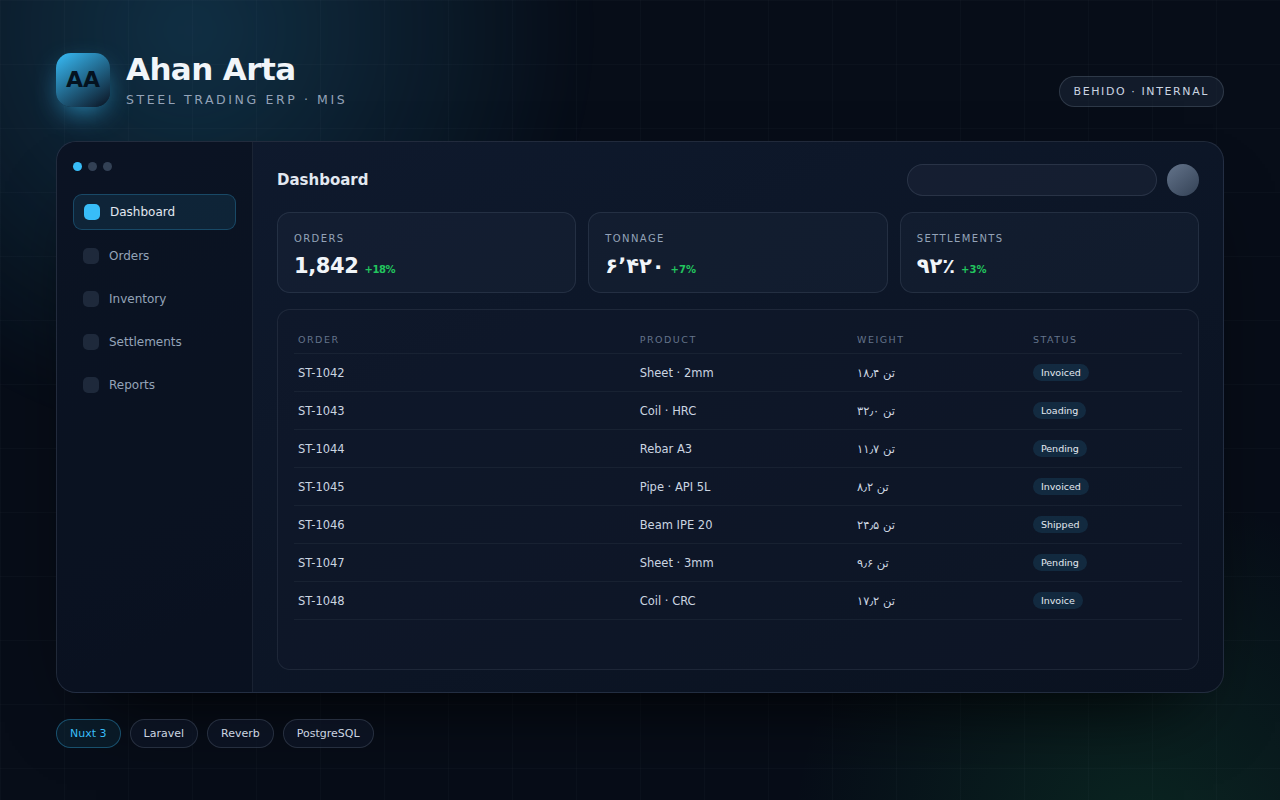 AA
Ahan Arta
STEEL TRADING ERP · MIS
BEHIDO · INTERNAL
Dashboard
Orders
Inventory
Settlements
Reports
Dashboard
ORDERS
1,842 +18%
TONNAGE
۶٬۴۲۰ +7%
SETTLEMENTS
۹۲٪ +3%
ORDER PRODUCT WEIGHT STATUS
ST-1042 Sheet · 2mm ۱۸٫۴ تن Invoiced
ST-1043 Coil · HRC ۳۲٫۰ تن Loading
ST-1044 Rebar A3 ۱۱٫۷ تن Pending
ST-1045 Pipe · API 5L ۸٫۲ تن Invoiced
ST-1046 Beam IPE 20 ۲۴٫۵ تن Shipped
ST-1047 Sheet · 3mm ۹٫۶ تن Pending
ST-1048 Coil · CRC ۱۷٫۲ تن Invoice
Nuxt 3
Laravel
Reverb
PostgreSQL